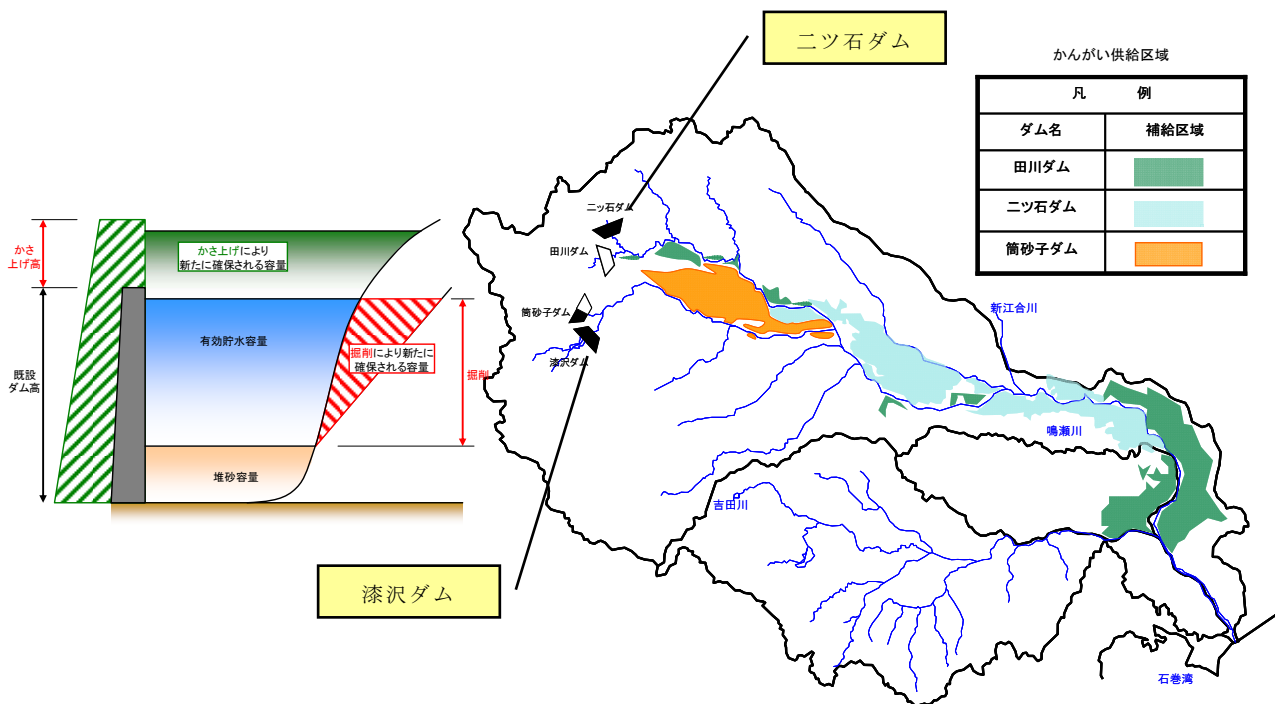 二ツ石ダム
かんがい供給区域
凡 例
ダム名 補給区域
田川ダム
二ツ石ダム
筒砂子ダム
かさ
上げ高
かさ上げにより
新たに確保される容量
既設
ダム高
有効貯水容量
掘削により新たに
確保される容量
掘削
堆砂容量
二ッ石ダム
田川ダム
筒砂子ダム
漆沢ダム
新江合川
鳴瀬川
吉田川
石巻湾
漆沢ダム